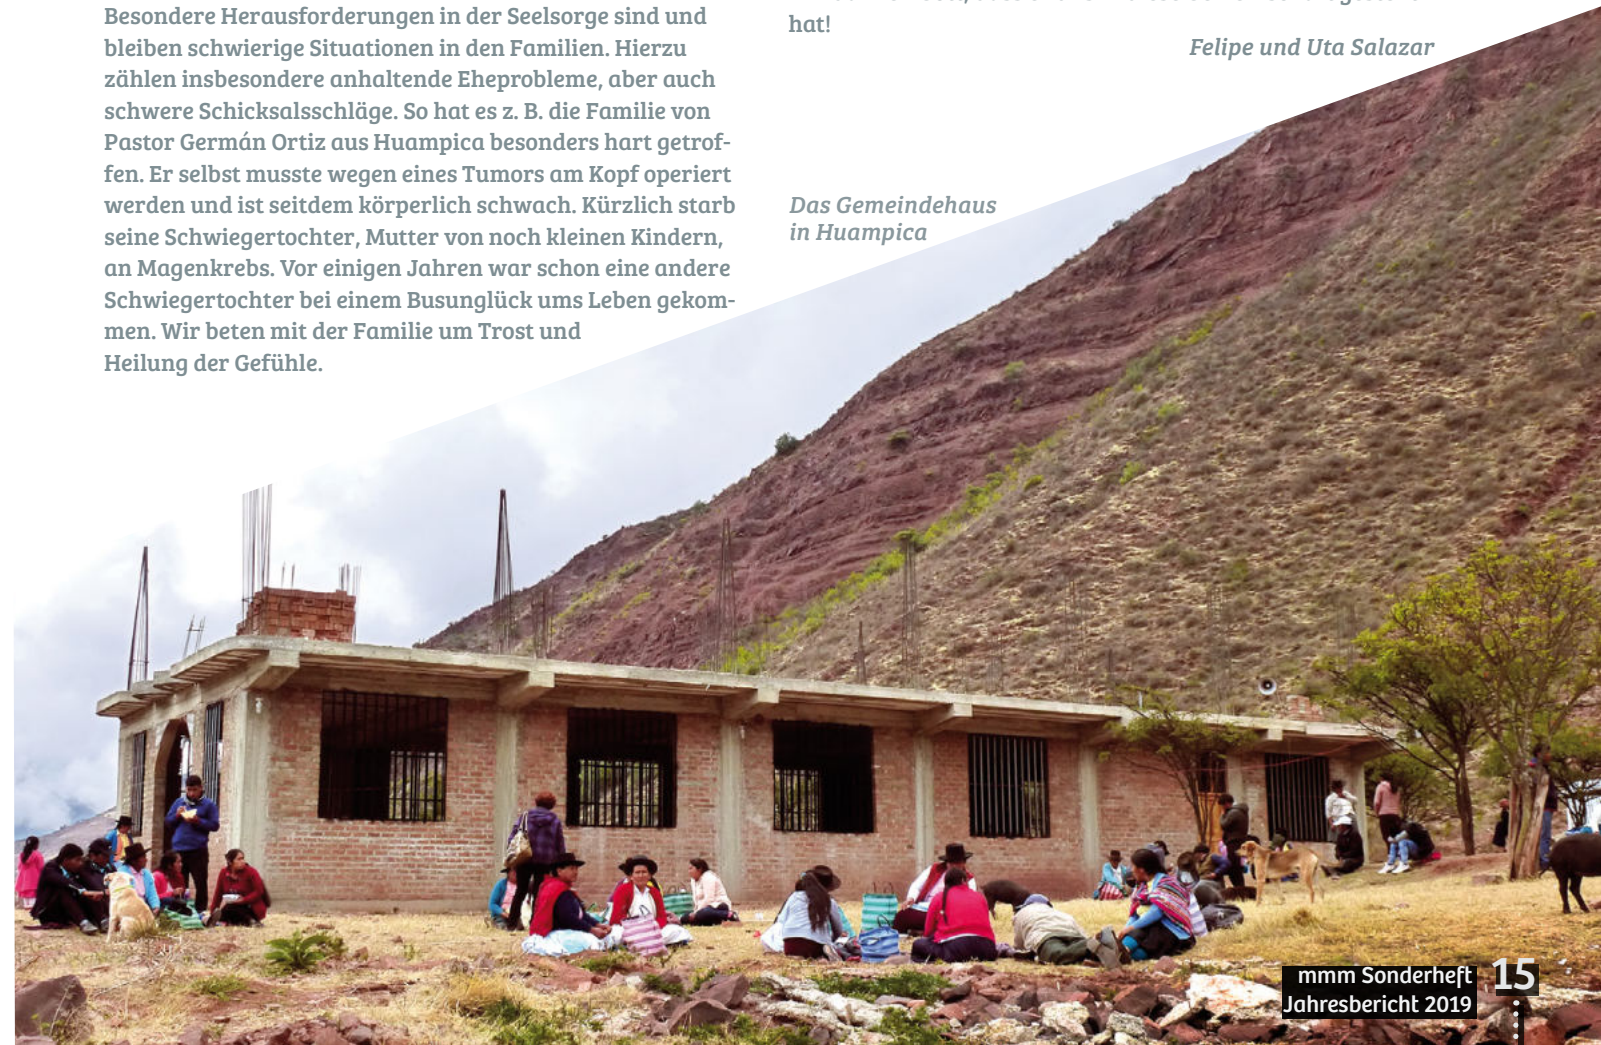 Besondere Herausforderungen in der Seelsorge sind und
bleiben schwierige Situationen in den Familien. Hierzu
zählen insbesondere anhaltende Eheprobleme, aber auch
schwere Schicksalsschläge. So hat es z. B. die Familie von
Pastor Germán Ortiz aus Huampica besonders hart getrof-
fen. Er selbst musste wegen eines Tumors am Kopf operiert
werden und ist seitdem körperlich schwach. Kürzlich starb
seine Schwiegertochter, Mutter von noch kleinen Kindern,
an Magenkrebs. Vor einigen Jahren war schon eine andere
Schwiegertochter bei einem Busunglück ums Leben gekom-
men. Wir beten mit der Familie um Trost und
Heilung der Gefühle.
hat!
Felipe und Uta Salazar
Das Gemeindehaus
in Huampica
mmm Sonderheft
Jahresbericht 2019
15